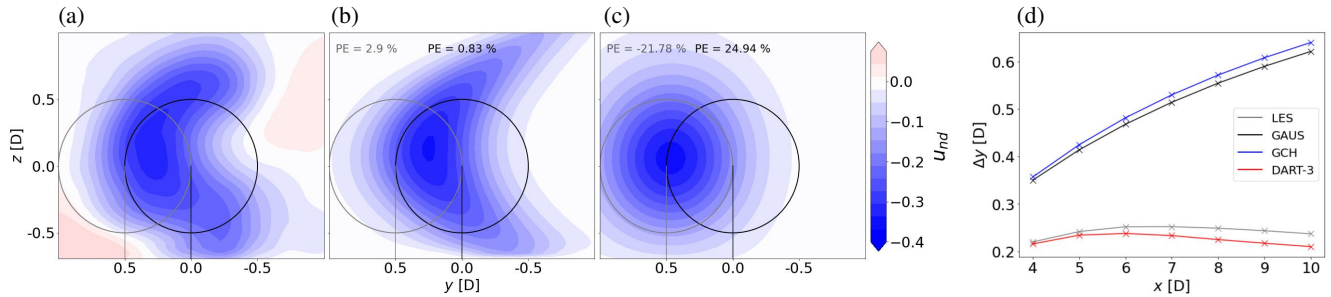 (a)
(b)
(c)
(d)
PE = 2.9 %
PE = 0.83 %
PE = -21.78 %
PE = 24.94 %
z [D]
0.5
0.0
-0.5
0.5
0.0
-0.5
0.5
0.0
-0.5
0.5
0.0
-0.5
y [D]
0.0
-0.1
-0.2
-0.3
-0.4
u_nd
Δy [D]
0.6
0.5
0.4
0.3
0.2
LES
GAUS
GCH
DART-3
4
5
6
7
8
9
10
x [D]